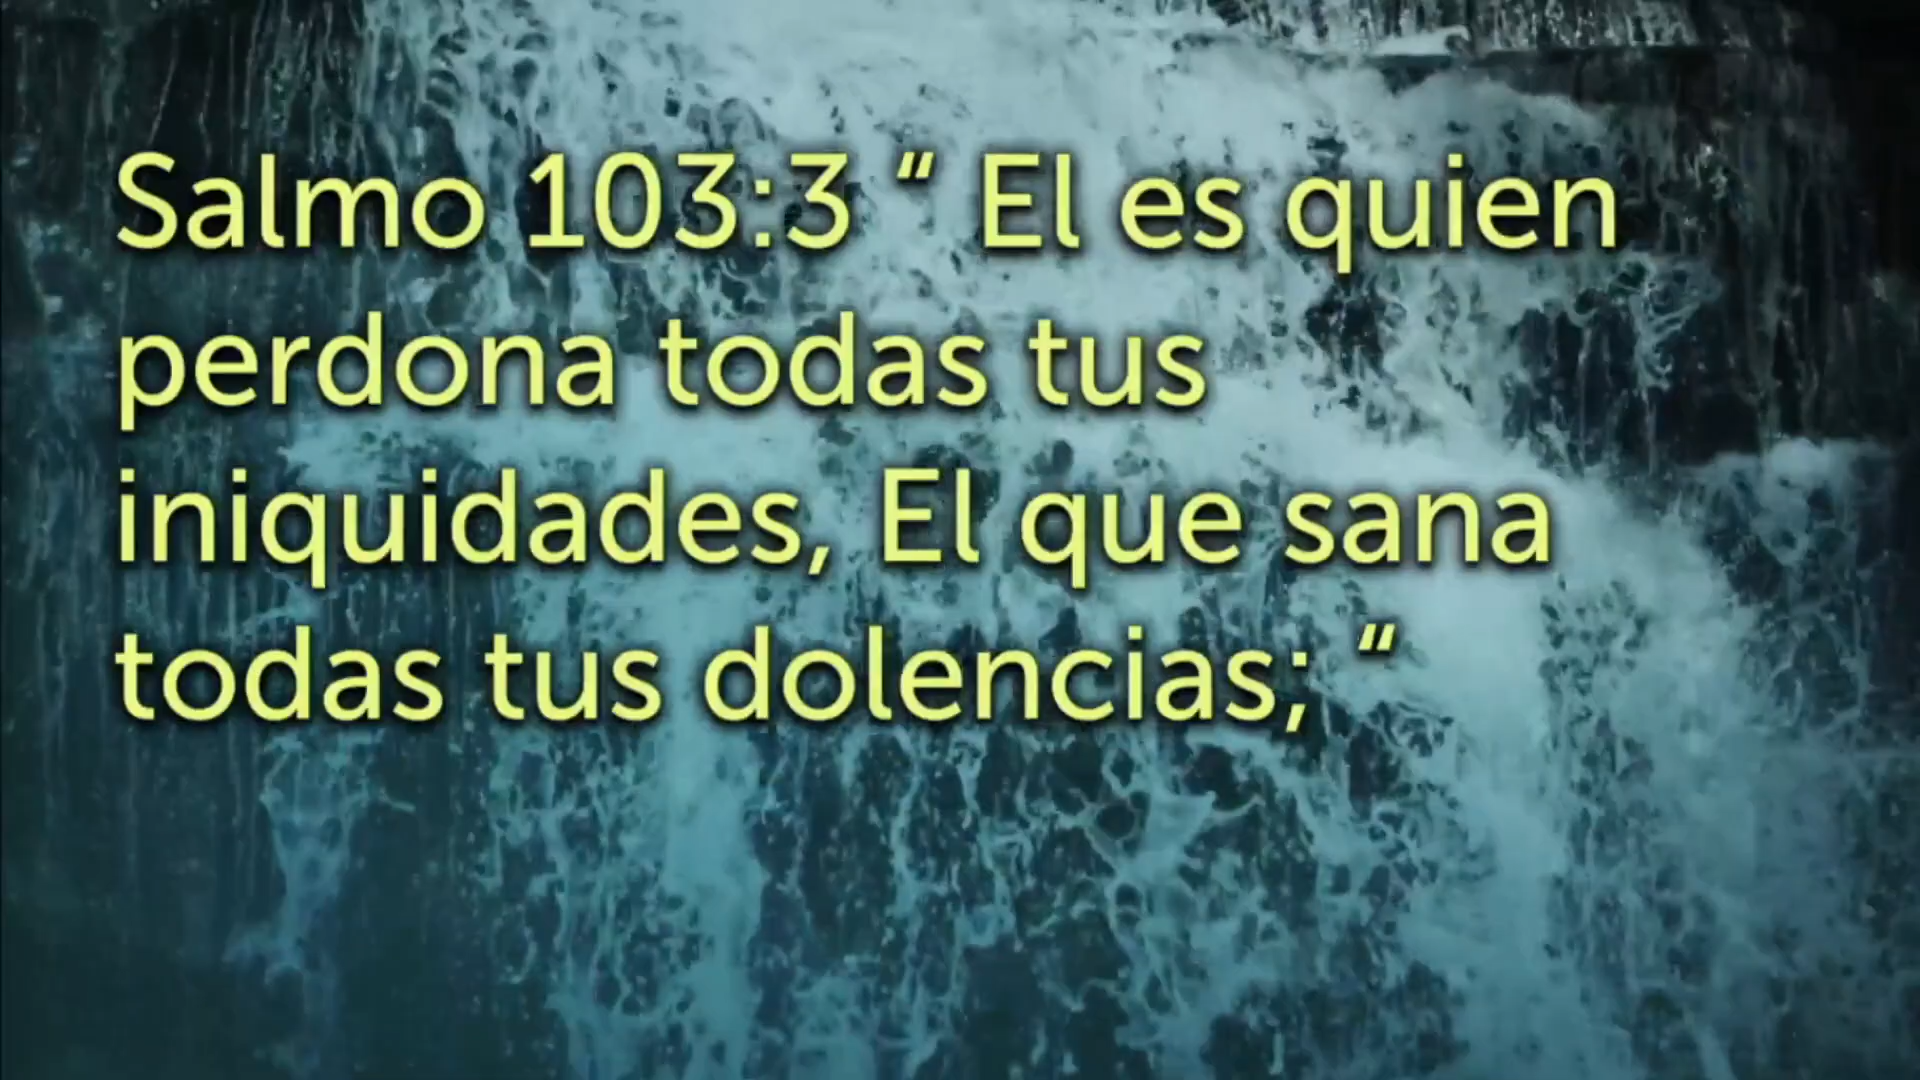 Salmo 103:3 “ El es quien
perdona todas tus
iniquidades, El que sana
todas tus dolencias; “